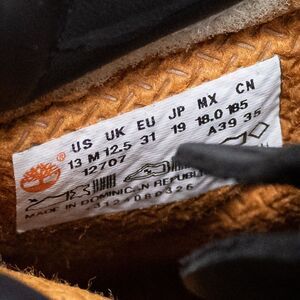 US UK EU JP MX CN
13 M 12.5 31 19 18.0 185
12707 A39 35
MADE IN DOMINICAN REPUBLIC